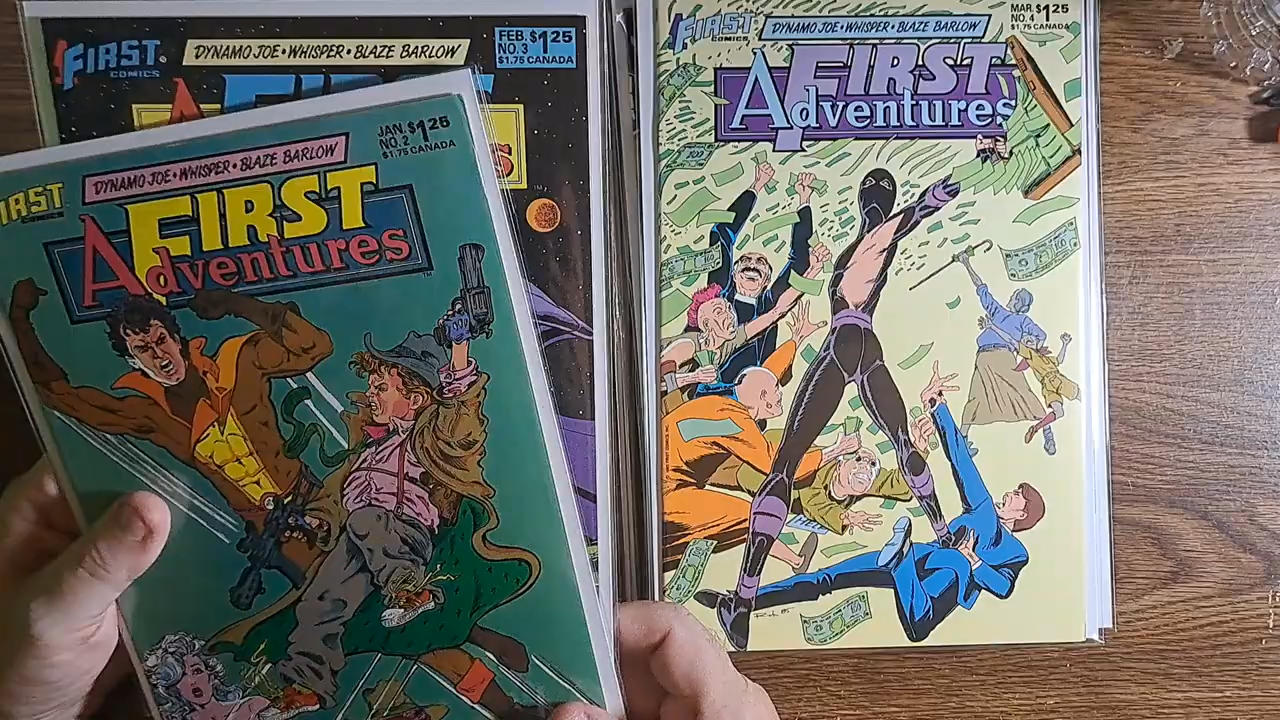 FIRST
COMICS
DYNAMO JOE • WHISPER • BLAZE BARLOW
FEB. $1.25
NO. 3
$1.75 CANADA
JAN. $1.25
NO. 2
$1.75 CANADA
DYNAMO JOE • WHISPER • BLAZE BARLOW
FIRST
Adventures
FIRST
COMICS
DYNAMO JOE • WHISPER • BLAZE BARLOW
MAR. $1.25
NO. 4
$1.75 CANADA
FIRST
Adventures